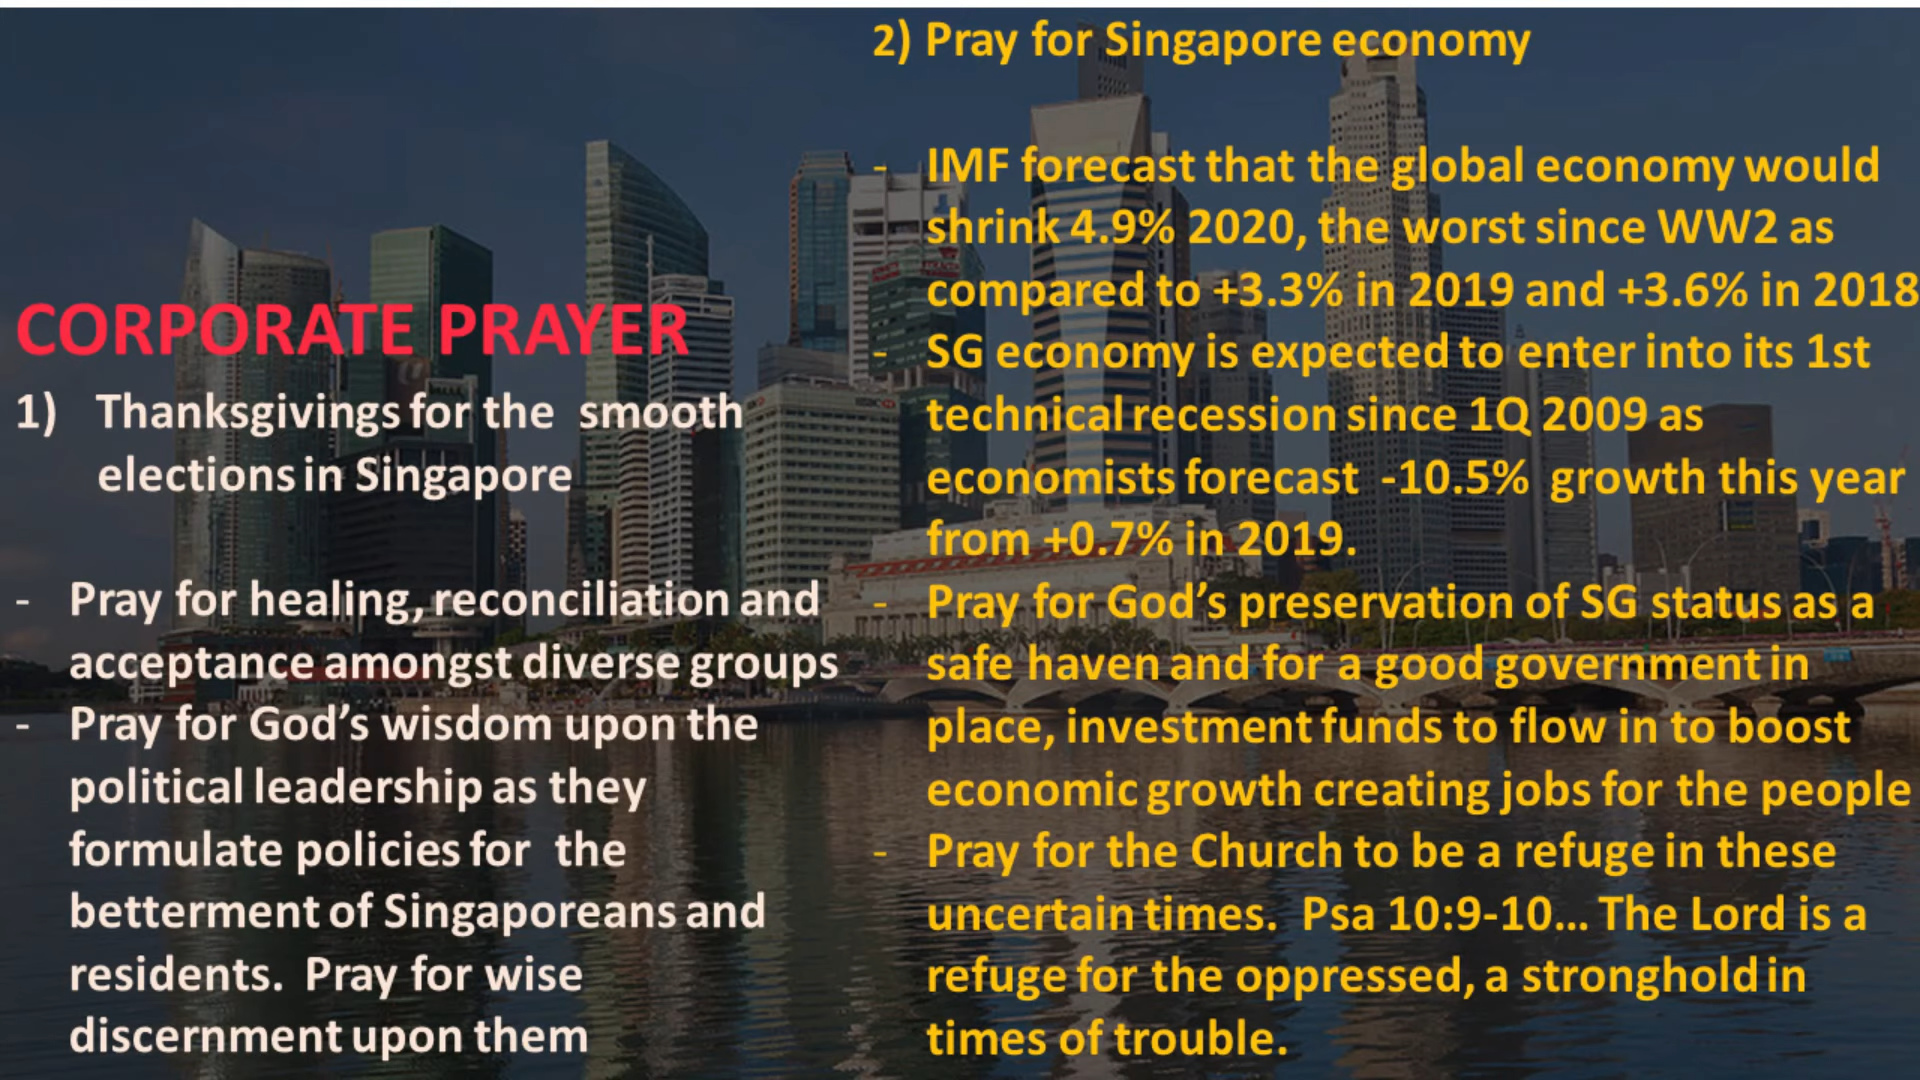 CORPORATE PRAYER
1) Thanksgivings for the smooth
elections in Singapore
- Pray for healing, reconciliation and
acceptance amongst diverse groups
- Pray for God’s wisdom upon the
political leadership as they
formulate policies for the
betterment of Singaporeans and
residents. Pray for wise
discernment upon them
2) Pray for Singapore economy
- IMF forecast that the global economy would
shrink 4.9% 2020, the worst since WW2 as
compared to +3.3% in 2019 and +3.6% in 2018
- SG economy is expected to enter into its 1st
technical recession since 1Q 2009 as
economists forecast -10.5% growth this year
from +0.7% in 2019.
- Pray for God’s preservation of SG status as a
safe haven and for a good government in
place, investment funds to flow in to boost
economic growth creating jobs for the people
- Pray for the Church to be a refuge in these
uncertain times. Psa 10:9-10... The Lord is a
refuge for the oppressed, a stronghold in
times of trouble.